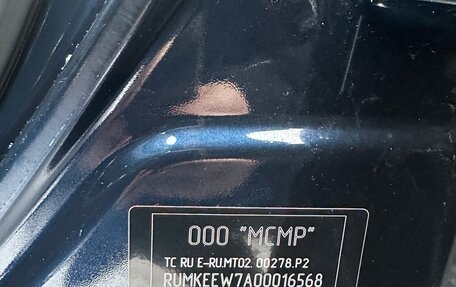 ООО "МСМР"
TC RU E-RU.MT02.00278.P2
RUMKEEW7A00016568